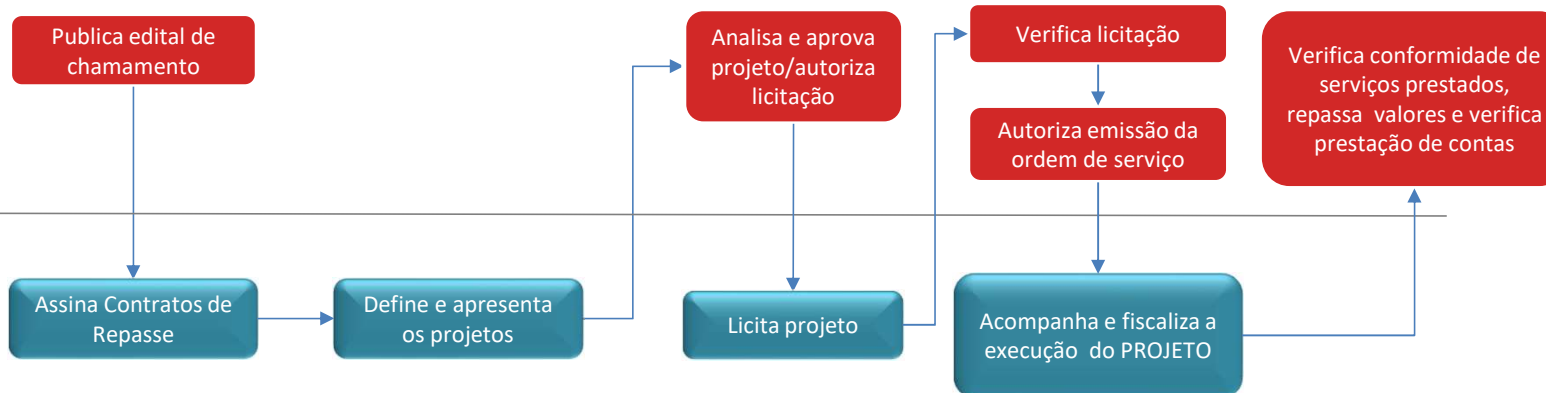 Publica edital de
chamamento
Analisa e aprova
projeto/autoriza
licitação
Verifica licitação
Autoriza emissão da
ordem de serviço
Verifica conformidade de
serviços prestados,
repassa valores e verifica
prestação de contas
Assina Contratos de
Repasse
Define e apresenta
os projetos
Licita projeto
Acompanha e fiscaliza a
execução do PROJETO